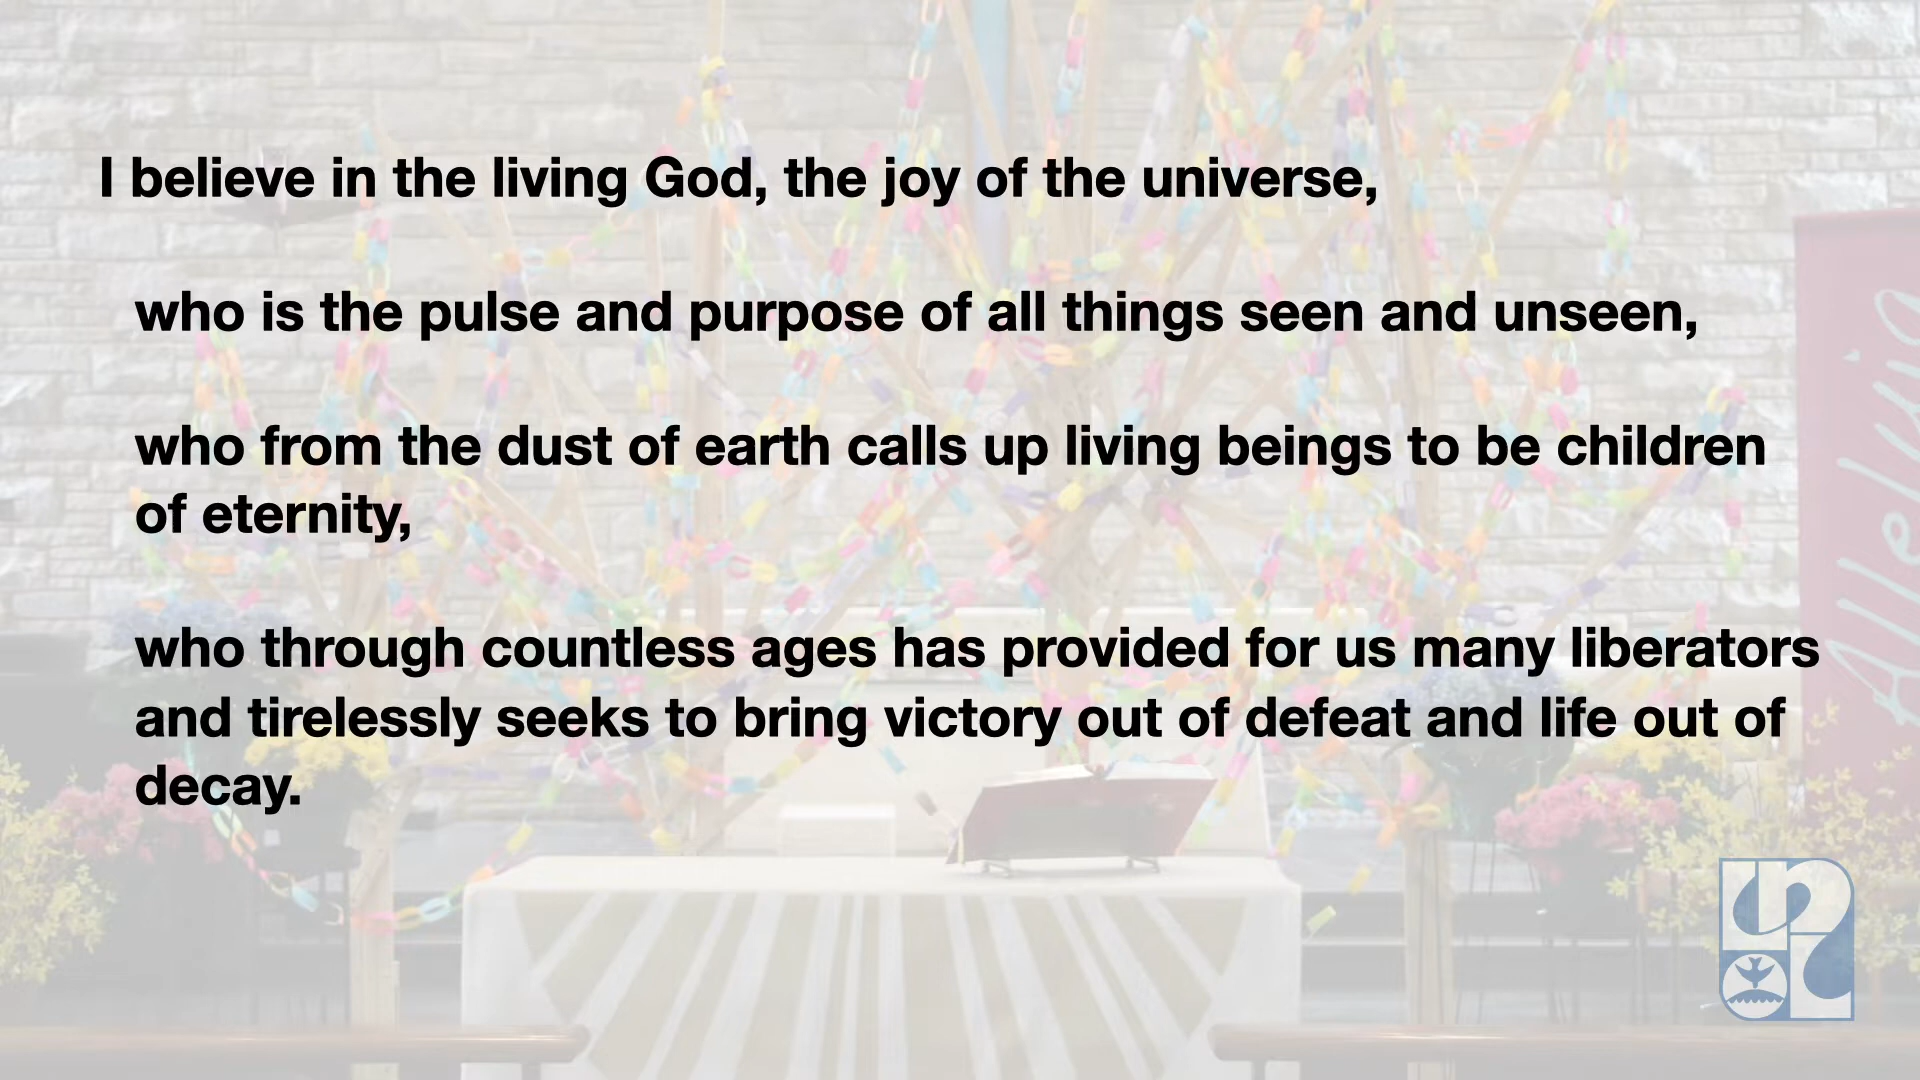 I believe in the living God, the joy of the universe,
who is the pulse and purpose of all things seen and unseen,
who from the dust of earth calls up living beings to be children
of eternity,
who through countless ages has provided for us many liberators
and tirelessly seeks to bring victory out of defeat and life out of
decay.
Alleluia